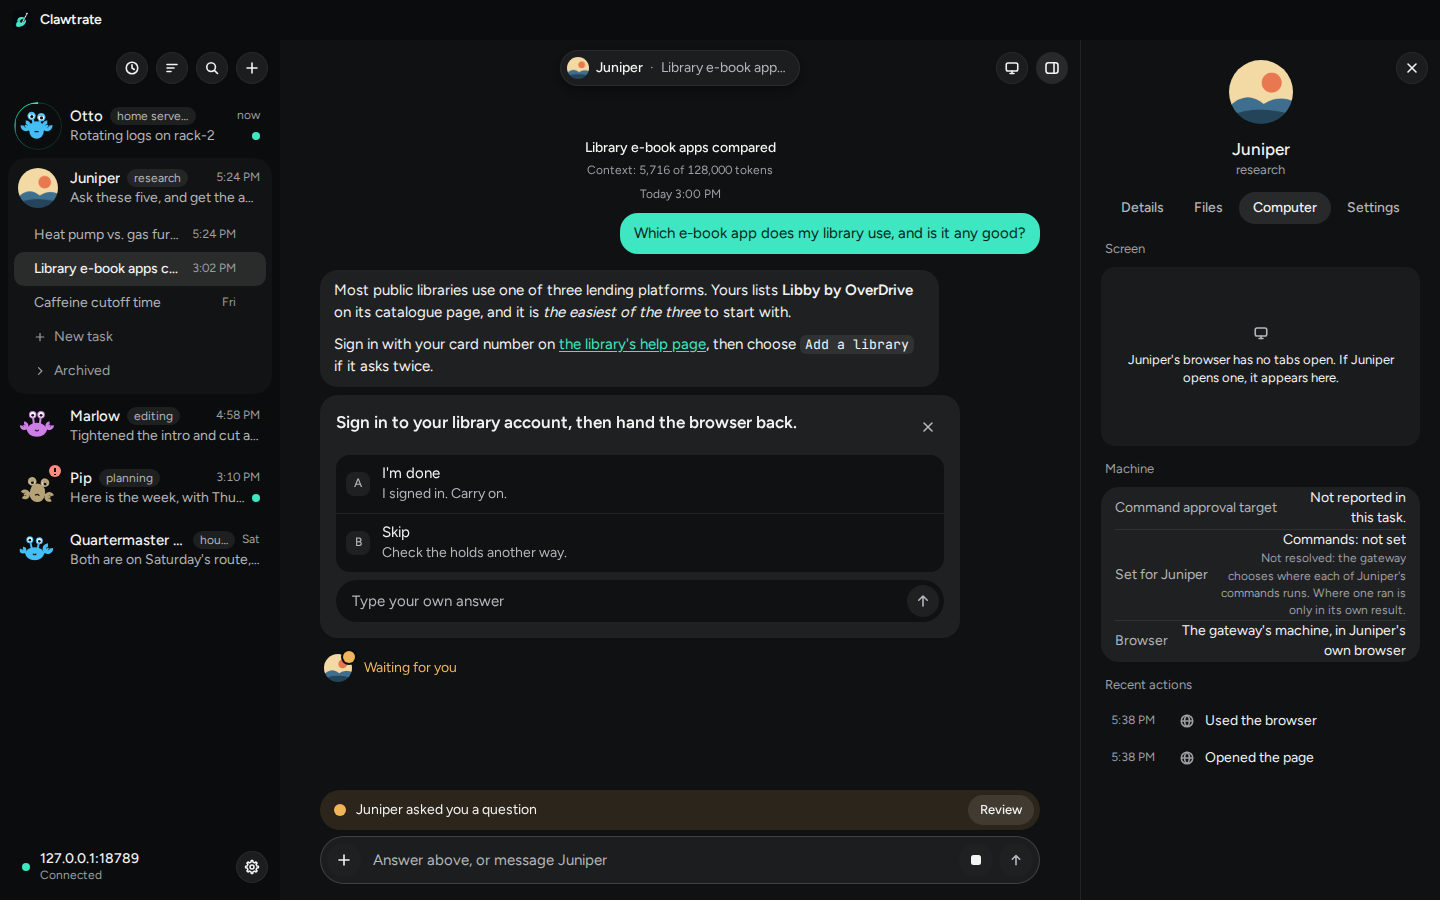 Clawtrate
Otto home serve... now
Rotating logs on rack-2
Juniper research 5:24 PM
Ask these five, and get the a...
Heat pump vs. gas fur... 5:24 PM
Library e-book apps c... 3:02 PM
Caffeine cutoff time Fri
+ New task
Archived
Marlow editing 4:58 PM
Tightened the intro and cut a...
Pip planning 3:10 PM
Here is the week, with Thu...
Quartermaster ... hou... Sat
Both are on Saturday's route,...
127.0.0.1:18789
Connected
Juniper · Library e-book app...
Library e-book apps compared
Context: 5,716 of 128,000 tokens
Today 3:00 PM
Which e-book app does my library use, and is it any good?
Most public libraries use one of three lending platforms. Yours lists Libby by OverDrive
on its catalogue page, and it is the easiest of the three to start with.
Sign in with your card number on the library's help page, then choose Add a library
if it asks twice.
Sign in to your library account, then hand the browser back.
A I'm done
I signed in. Carry on.
B Skip
Check the holds another way.
Type your own answer
Waiting for you
Juniper asked you a question Review
Answer above, or message Juniper
Juniper
research
Details Files Computer Settings
Screen
Juniper's browser has no tabs open. If Juniper
opens one, it appears here.
Machine
Command approval target Not reported in
this task.
Set for Juniper Commands: not set
Not resolved: the gateway
chooses where each of Juniper's
commands runs. Where one ran is
only in its own result.
Browser The gateway's machine, in Juniper's
own browser
Recent actions
5:38 PM Used the browser
5:38 PM Opened the page